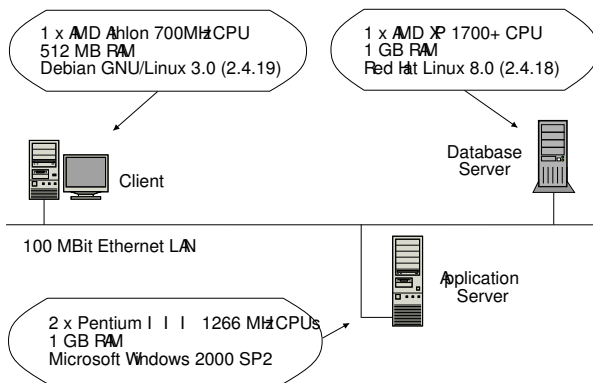 1 x AMD Athlon 700MHz CPU
512 MB RAM
Debian GNU/Linux 3.0 (2.4.19)
1 x AMD XP 1700+ CPU
1 GB RAM
Red Hat Linux 8.0 (2.4.18)
Client
Database
Server
100 MBit Ethernet LAN
Application
Server
2 x Pentium I I I 1266 MHz CPUs
1 GB RAM
Microsoft Windows 2000 SP2